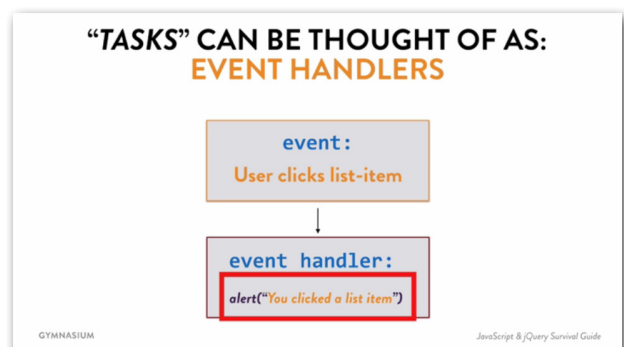 “TASKS” CAN BE THOUGHT OF AS:
EVENT HANDLERS
event:
User clicks list-item
event handler:
alert(“You clicked a list item”)
GYMNASIUM
JavaScript & jQuery Survival Guide